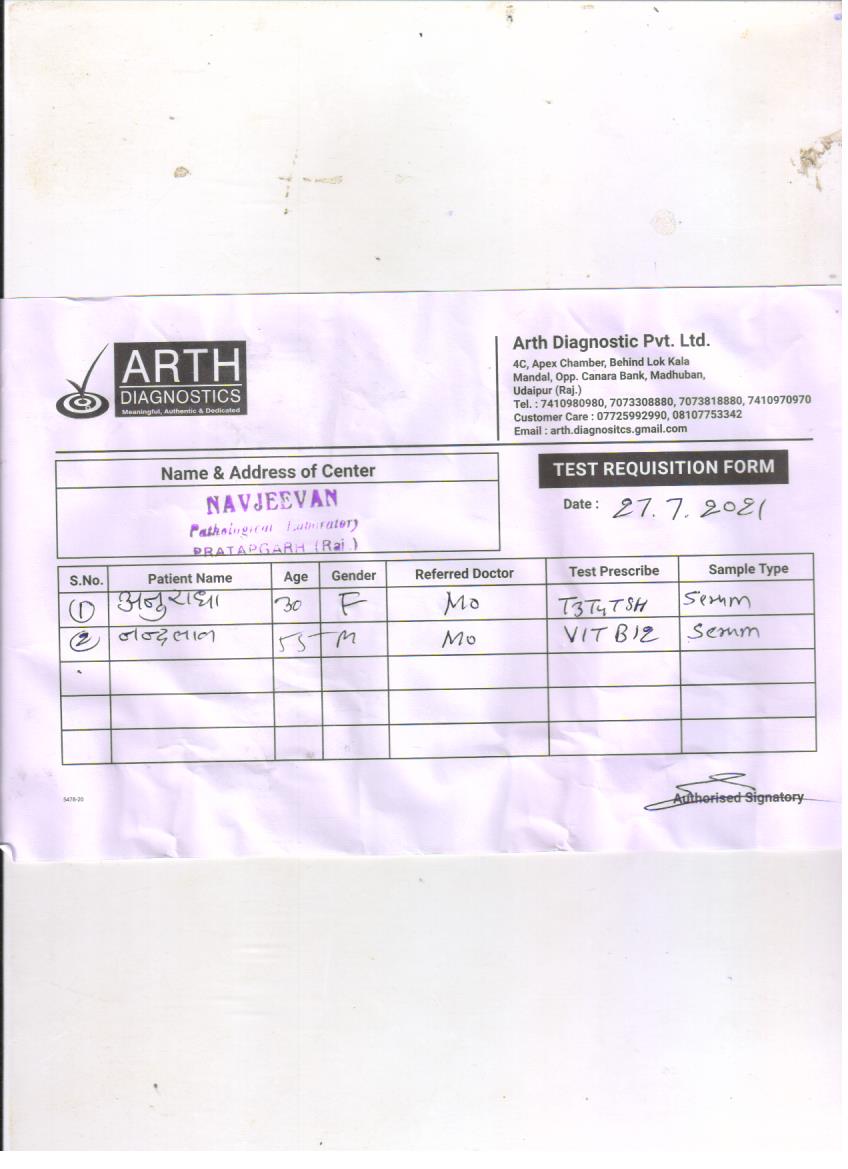 ARTH
DIAGNOSTICS
Meaningful, Authentic & Dedicated
Arth Diagnostic Pvt. Ltd.
4C, Apex Chamber, Behind Lok Kala
Mandal, Opp. Canara Bank, Madhuban,
Udaipur (Raj.)
Tel. : 7410980980, 7073308880, 7073818880, 7410970970
Customer Care : 07725992990, 08107753342
Email : arth.diagnositcs.gmail.com
Name & Address of Center
NAVJEEVAN
Pathological Laboratory
PRATAPGARH (Raj.)
TEST REQUISITION FORM
Date : 27.7.2021
S.No. Patient Name Age Gender Referred Doctor Test Prescribe Sample Type
1 अनुराधा 30 F Mo T3T4TSH Serum
2 नन्दलाल 55 M Mo VIT B12 Serum
5478-20
Authorised Signatory